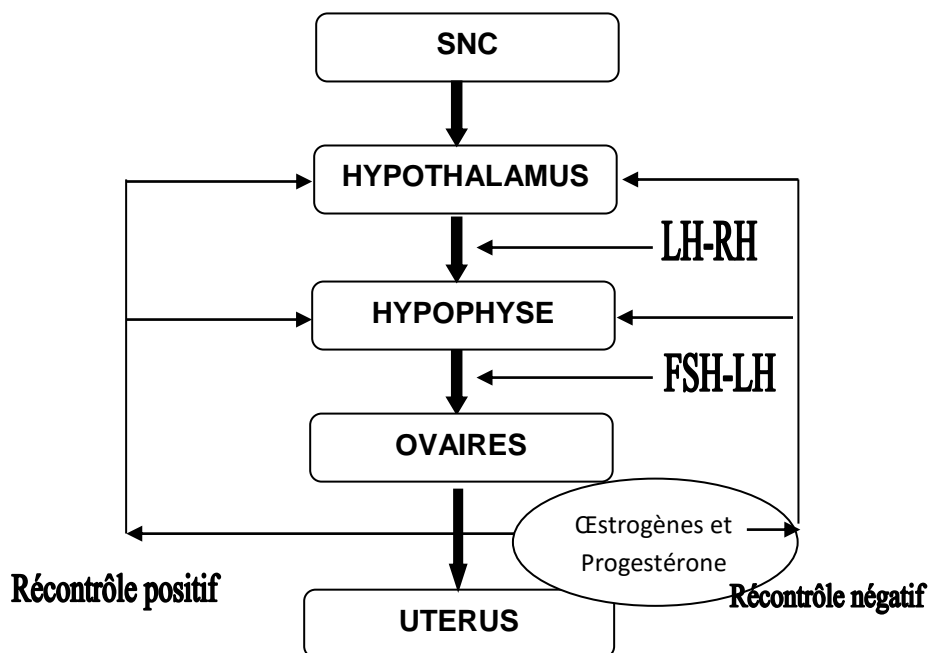 SNC
HYPOTHALAMUS
LH-RH
HYPOPHYSE
FSH-LH
OVAIRES
Œstrogènes et
Progestérone
Récontrôle positif
Récontrôle négatif
UTERUS